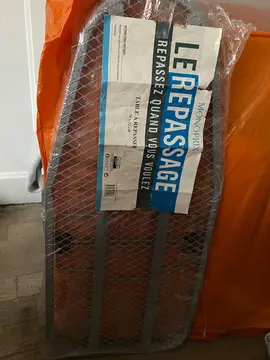 MONOPRIX
LE REPASSAGE
REPASSEZ QUAND VOUS VOULEZ
TABLE À REPASSER